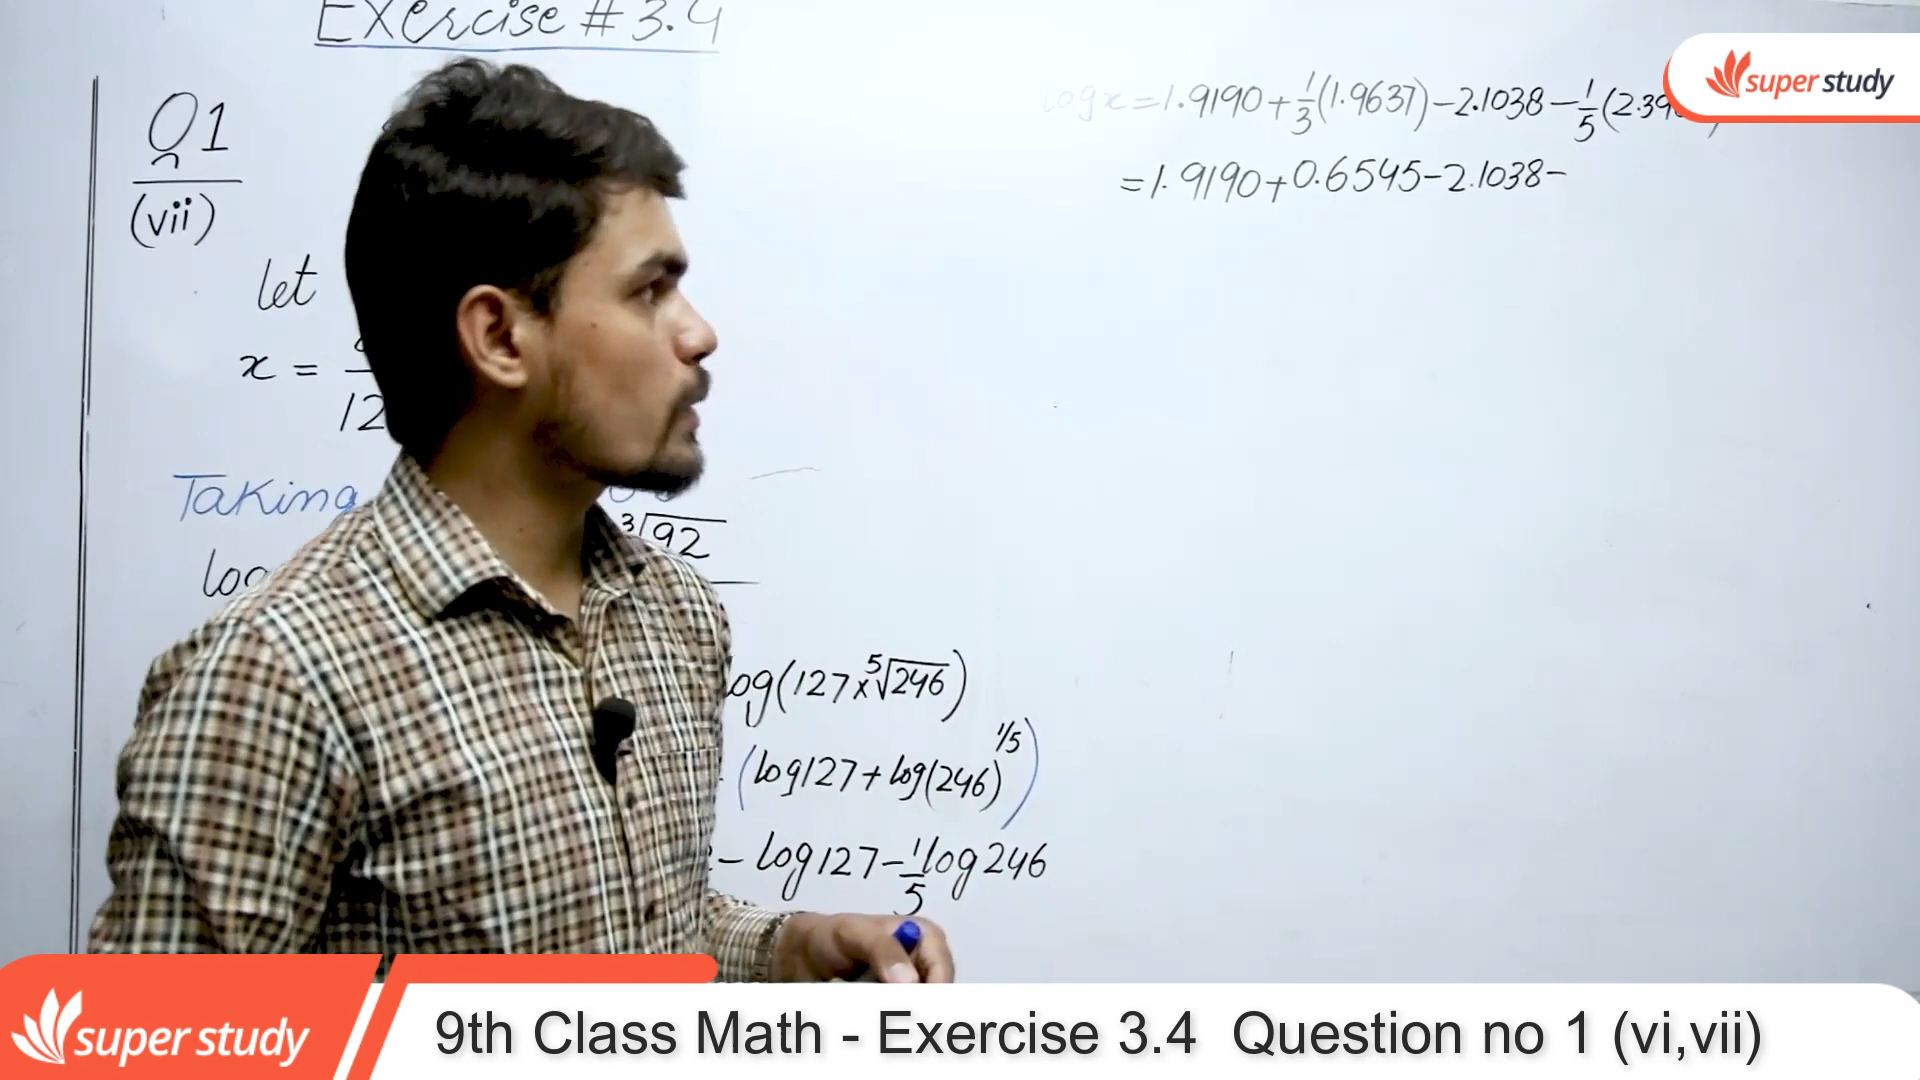 Exercise # 3.4
Q1
(vii)
let
x =
12
Taking
log
∛92
log(127×⁵√246)
(log127+log(246)^1/5)
- log127-1/5 log246
log x = 1.9190+1/3(1.9637)-2.1038-1/5(2.39
=1.9190+0.6545-2.1038-
super study
super study
9th Class Math - Exercise 3.4 Question no 1 (vi,vii)